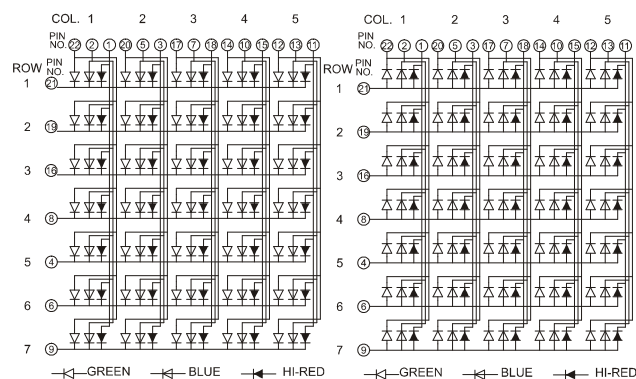 COL. 1 2 3 4 5
PIN NO. 22 2 1 20 5 3 17 7 18 14 10 15 12 13 11
ROW PIN NO.
1 21
2 19
3 16
4 8
5 4
6 6
7 9
GREEN BLUE HI-RED
COL. 1 2 3 4 5
PIN NO. 22 2 1 20 5 3 17 7 18 14 10 15 12 13 11
ROW PIN NO.
1 21
2 19
3 16
4 8
5 4
6 6
7 9
GREEN BLUE HI-RED